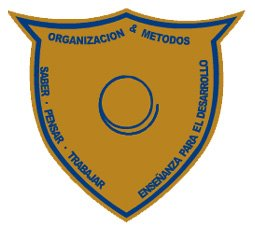 ORGANIZACION & METODOS
SABER · PENSAR · TRABAJAR
ENSEÑANZA PARA EL DESARROLLO